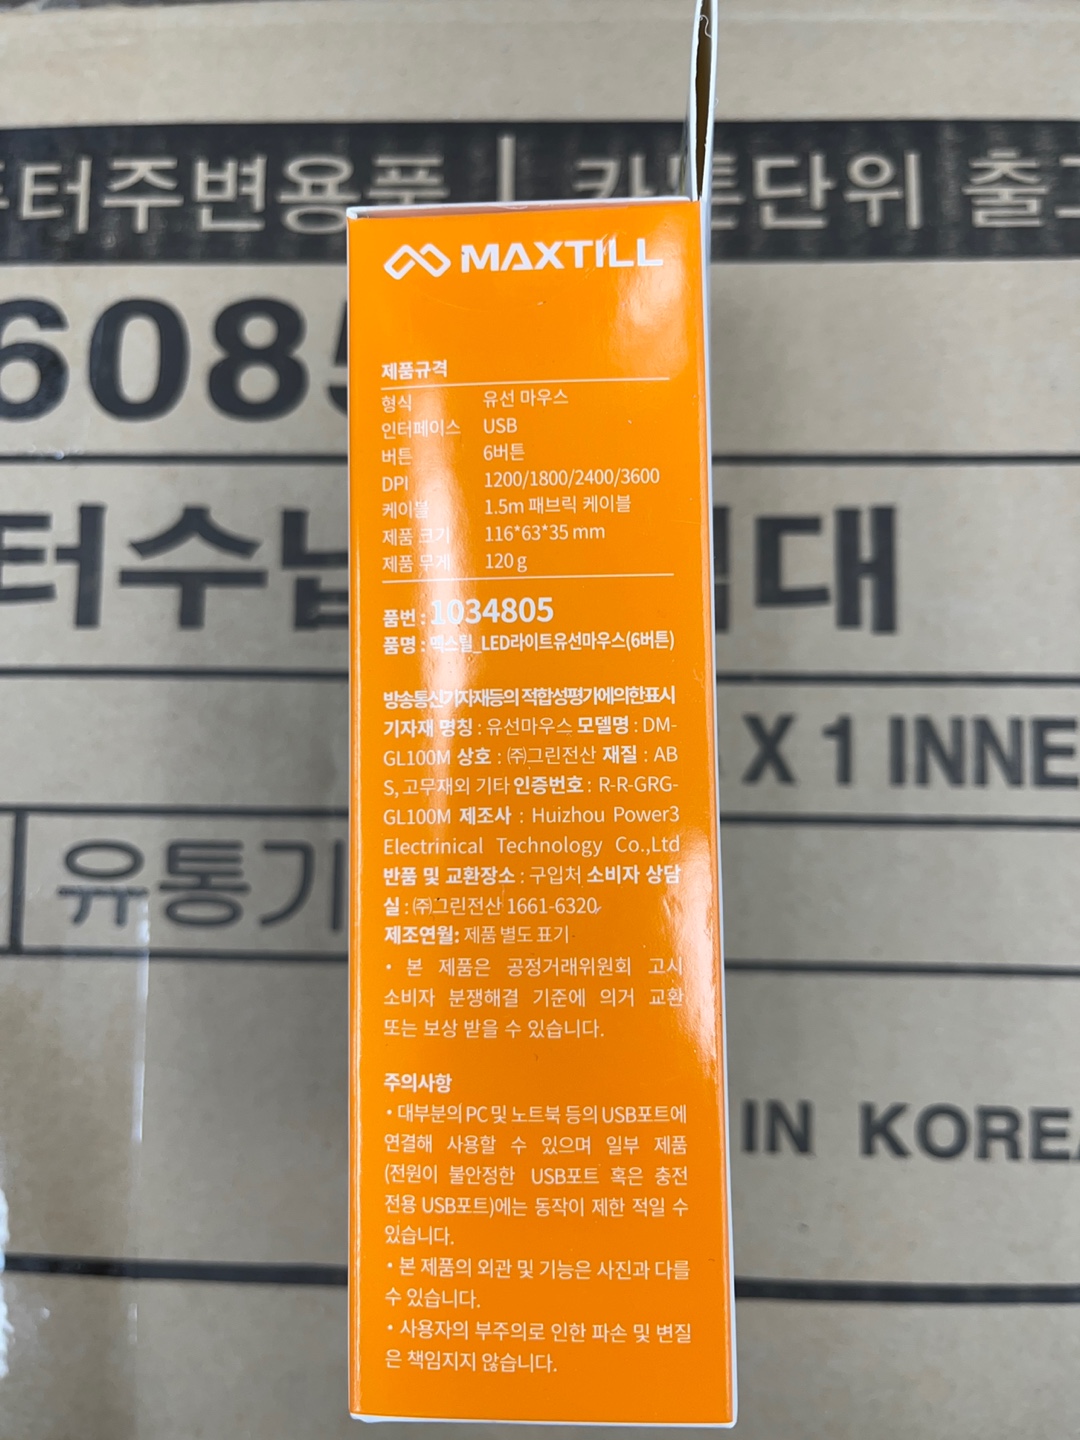 퓨터주변용품 | 카톤단위 출고
6085
터수납
대
X 1 INNE
유통기
IN KOREA
MAXTILL
제품규격
형식 유선 마우스
인터페이스 USB
버튼 6버튼
DPI 1200/1800/2400/3600
케이블 1.5m 패브릭 케이블
제품 크기 116*63*35 mm
제품 무게 120 g
품번 : 1034805
품명 : 맥스틸_LED라이트유선마우스(6버튼)
방송통신기자재등의 적합성평가에의한표시
기자재 명칭 : 유선마우스 모델명 : DM-
GL100M 상호 : ㈜그린전산 재질 : AB
S, 고무재외 기타 인증번호 : R-R-GRG-
GL100M 제조사 : Huizhou Power3
Electrinical Technology Co.,Ltd
반품 및 교환장소 : 구입처 소비자 상담
실 : ㈜그린전산 1661-6320
제조연월: 제품 별도 표기
• 본 제품은 공정거래위원회 고시
소비자 분쟁해결 기준에 의거 교환
또는 보상 받을 수 있습니다.
주의사항
• 대부분의 PC 및 노트북 등의 USB포트에
연결해 사용할 수 있으며 일부 제품
(전원이 불안정한 USB포트 혹은 충전
전용 USB포트)에는 동작이 제한 적일 수
있습니다.
• 본 제품의 외관 및 기능은 사진과 다를
수 있습니다.
• 사용자의 부주의로 인한 파손 및 변질
은 책임지지 않습니다.